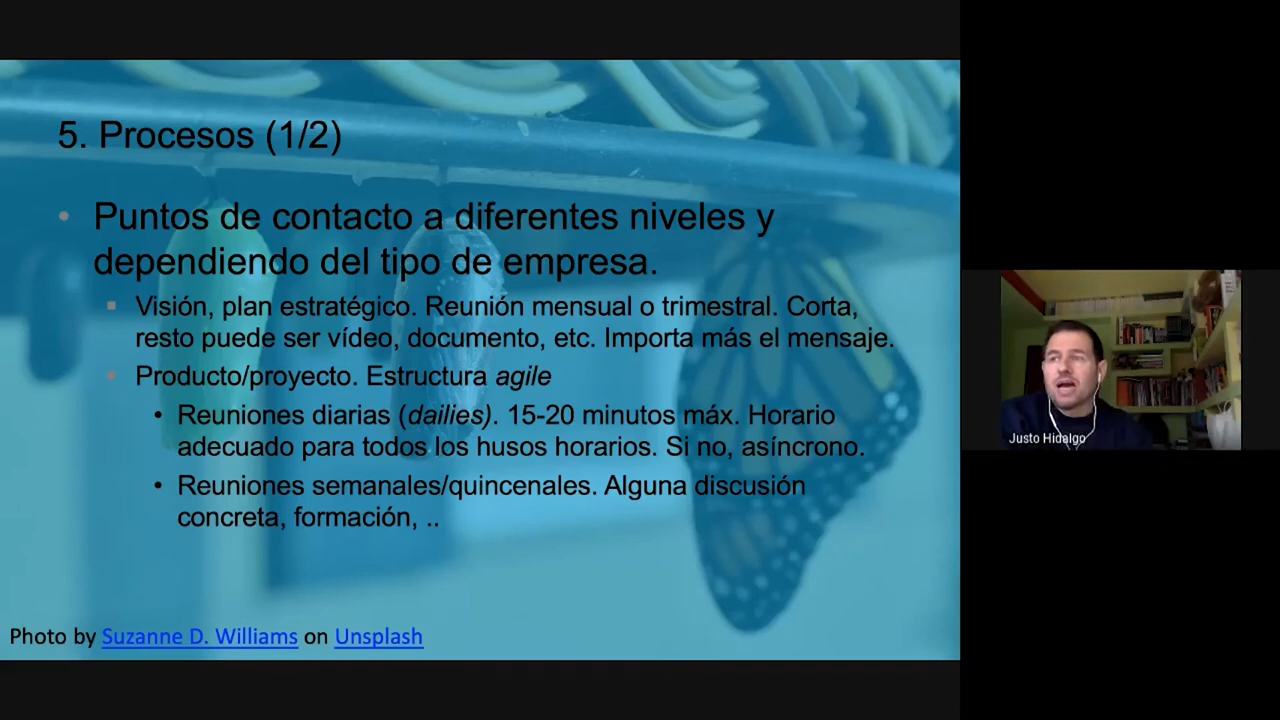 5. Procesos (1/2)
• Puntos de contacto a diferentes niveles y
dependiendo del tipo de empresa.
▪ Visión, plan estratégico. Reunión mensual o trimestral. Corta,
resto puede ser vídeo, documento, etc. Importa más el mensaje.
▪ Producto/proyecto. Estructura agile
• Reuniones diarias (dailies). 15-20 minutos máx. Horario
adecuado para todos los husos horarios. Si no, asíncrono.
• Reuniones semanales/quincenales. Alguna discusión
concreta, formación, ..
Photo by Suzanne D. Williams on Unsplash
Justo Hidalgo